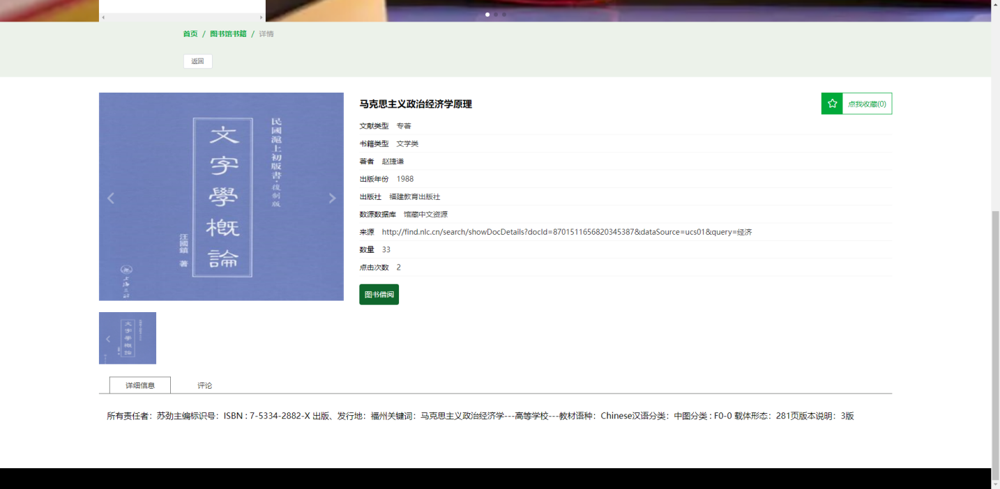 首页 / 图书馆书籍 / 详情
返回
民國滬上初版書·復制版
文字學概論
汪國鎮 著
马克思主义政治经济学原理
点我收藏(0)
文献类型 专著
书籍类型 文学类
著者 赵捷谦
出版年份 1988
出版社 福建教育出版社
数源数据库 馆藏中文资源
来源 http://find.nlc.cn/search/showDocDetails?docId=8701511656820345387&dataSource=ucs01&query=经济
数量 33
点击次数 2
图书借阅
文字學概論
详细信息
评论
所有责任者：苏劲主编标识号：ISBN : 7-5334-2882-X 出版、发行地：福州关键词：马克思主义政治经济学---高等学校---教材语种：Chinese汉语分类：中图分类 : F0-0 载体形态：281页版本说明：3版